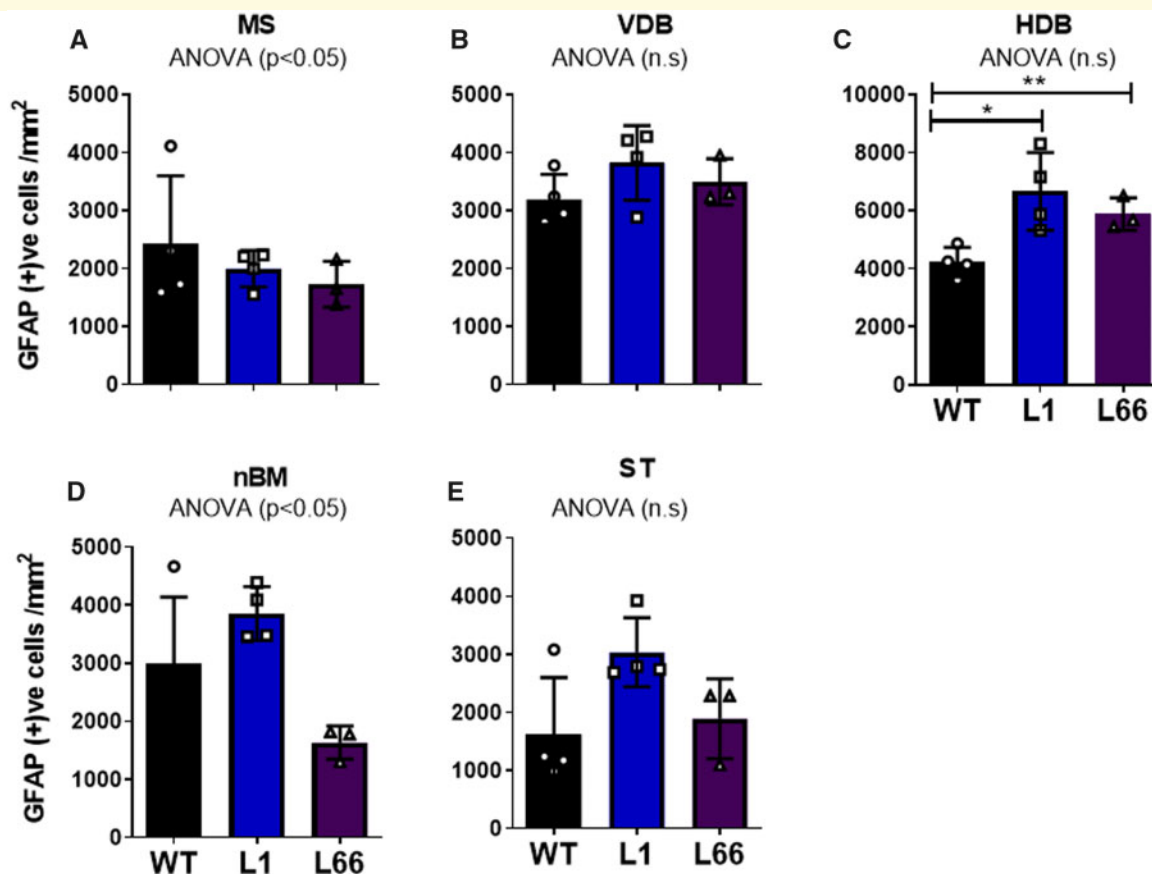 A
MS
ANOVA (p<0.05)
GFAP (+)ve cells /mm²
5000
4000
3000
2000
1000
0
B
VDB
ANOVA (n.s)
5000
4000
3000
2000
1000
0
C
HDB
ANOVA (n.s)
**
*
10000
8000
6000
4000
2000
0
WT L1 L66
D
nBM
ANOVA (p<0.05)
GFAP (+)ve cells /mm²
5000
4000
3000
2000
1000
0
WT L1 L66
E
ST
ANOVA (n.s)
5000
4000
3000
2000
1000
0
WT L1 L66